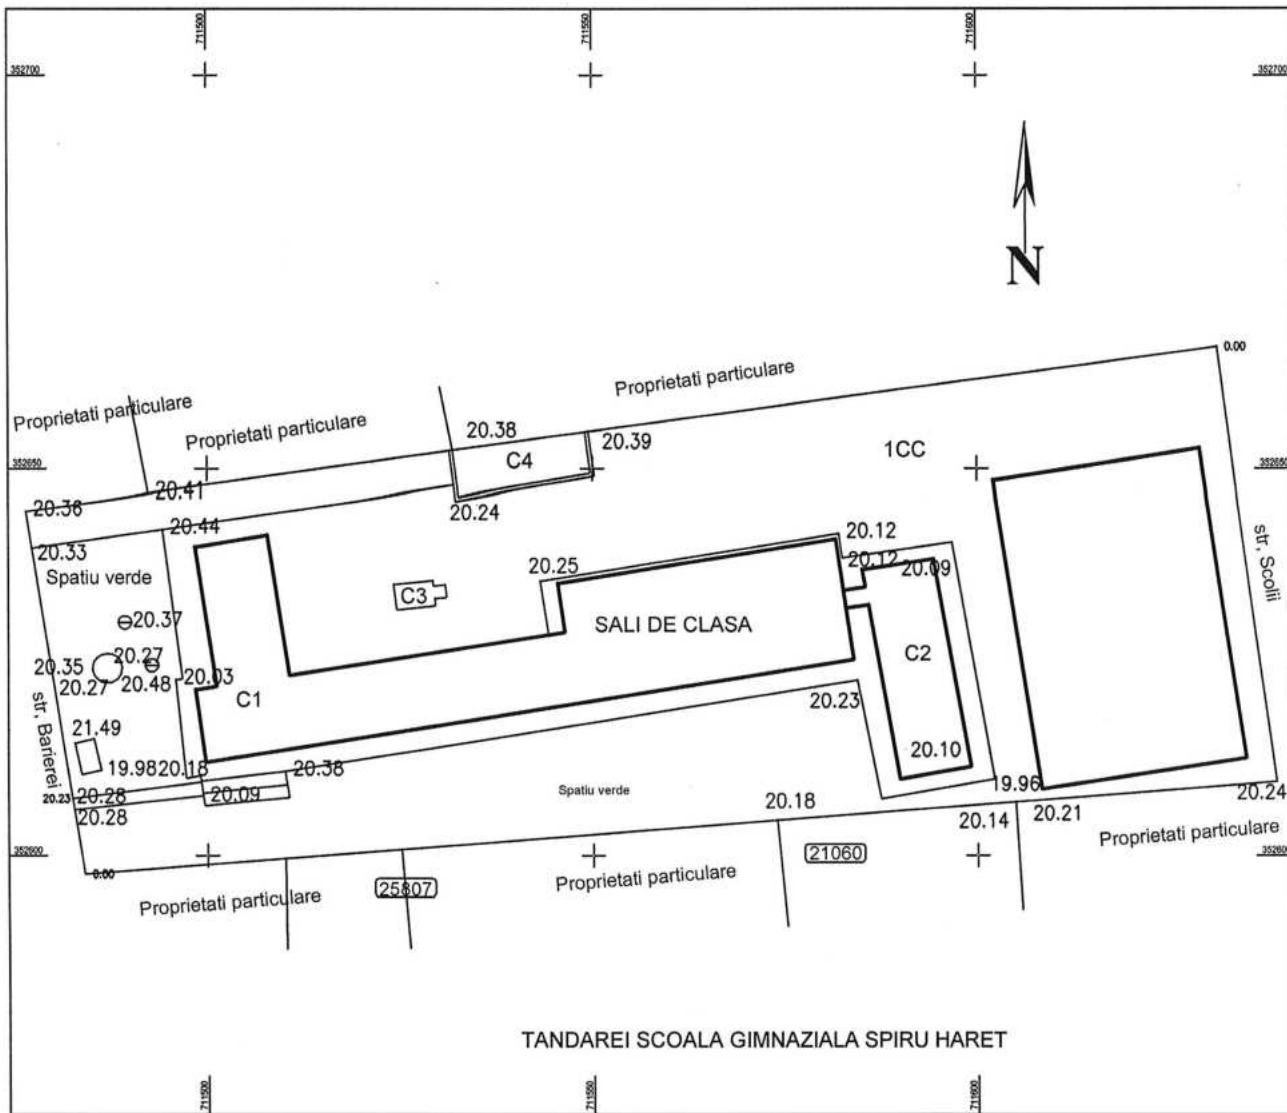 711500
711550
711600
352700
352700
N
0.00
Proprietati particulare
Proprietati particulare
Proprietati particulare
20.38
20.39
C4
1CC
352650
20.36
20.41
20.24
20.44
20.33
Spatiu verde
20.12
20.12
20.09
20.25
C3
str, Scolii
20.37
SALI DE CLASA
20.27
20.35
20.27
20.48
20.03
C2
C1
20.23
str, Barierei
21.49
20.10
19.98
20.18
20.38
20.23
20.28
20.09
Spatiu verde
19.96
20.24
20.28
20.18
20.14
20.21
Proprietati particulare
352600
0.00
21060
352600
25807
Proprietati particulare
Proprietati particulare
TANDAREI SCOALA GIMNAZIALA SPIRU HARET
711500
711550
711600